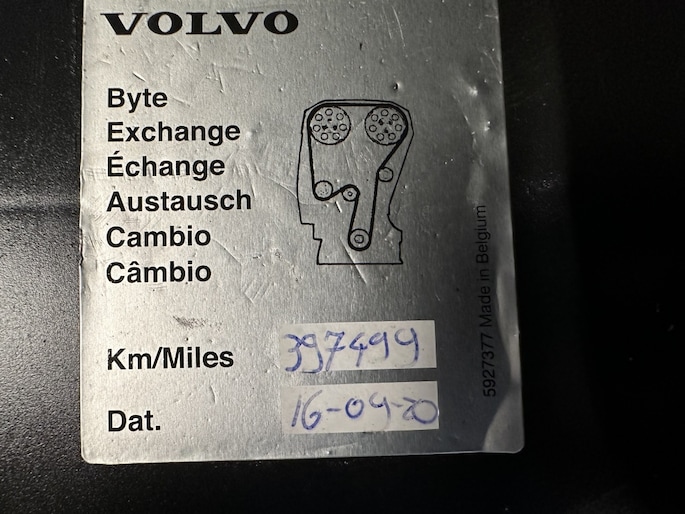 VOLVO
Byte
Exchange
Échange
Austausch
Cambio
Câmbio
Km/Miles 397499
Dat. 16-04-20
5927377 Made in Belgium